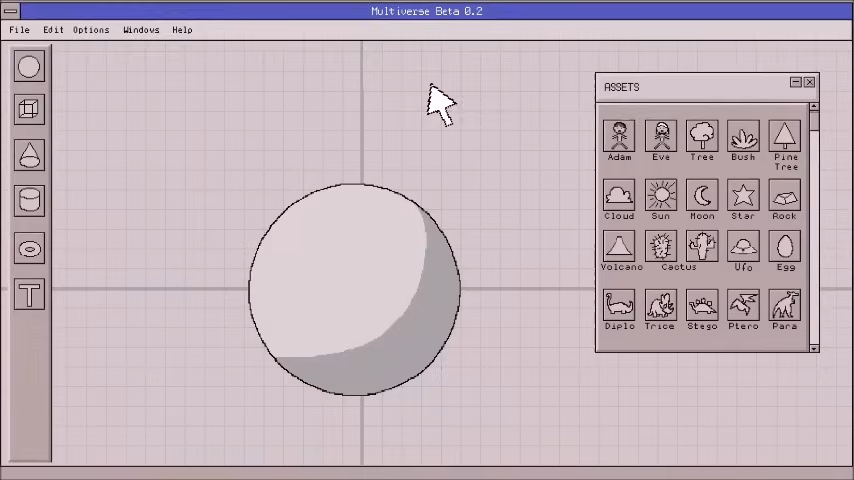 Multiverse Beta 0.2
File Edit Options Windows Help
ASSETS
Adam Eve Tree Bush Pine Tree
Cloud Sun Moon Star Rock
Volcano Cactus Ufo Egg
Diplo Trice Stego Ptero Para
T